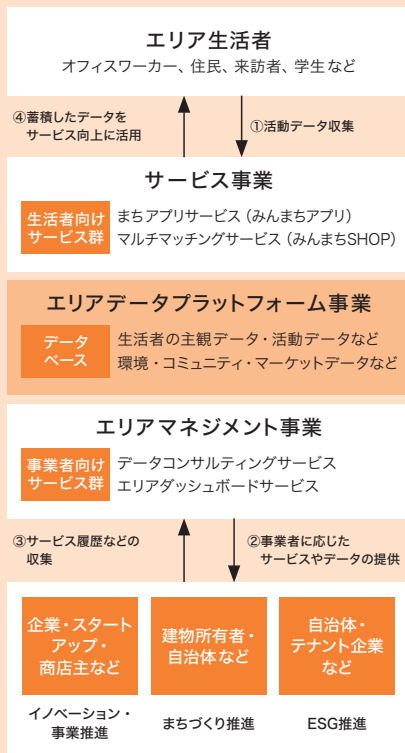 エリア生活者
オフィスワーカー、住民、来訪者、学生など
④蓄積したデータを
サービス向上に活用
①活動データ収集
サービス事業
生活者向け
サービス群
まちアプリサービス（みんまちアプリ）
マルチマッチングサービス（みんまちSHOP）
エリアデータプラットフォーム事業
データ
ベース
生活者の主観データ・活動データなど
環境・コミュニティ・マーケットデータなど
エリアマネジメント事業
事業者向け
サービス群
データコンサルティングサービス
エリアダッシュボードサービス
③サービス履歴などの
収集
②事業者に応じた
サービスやデータの提供
企業・スタート
アップ・
商店主など
建物所有者・
自治体など
自治体・
テナント企業
など
イノベーション・
事業推進
まちづくり推進
ESG推進